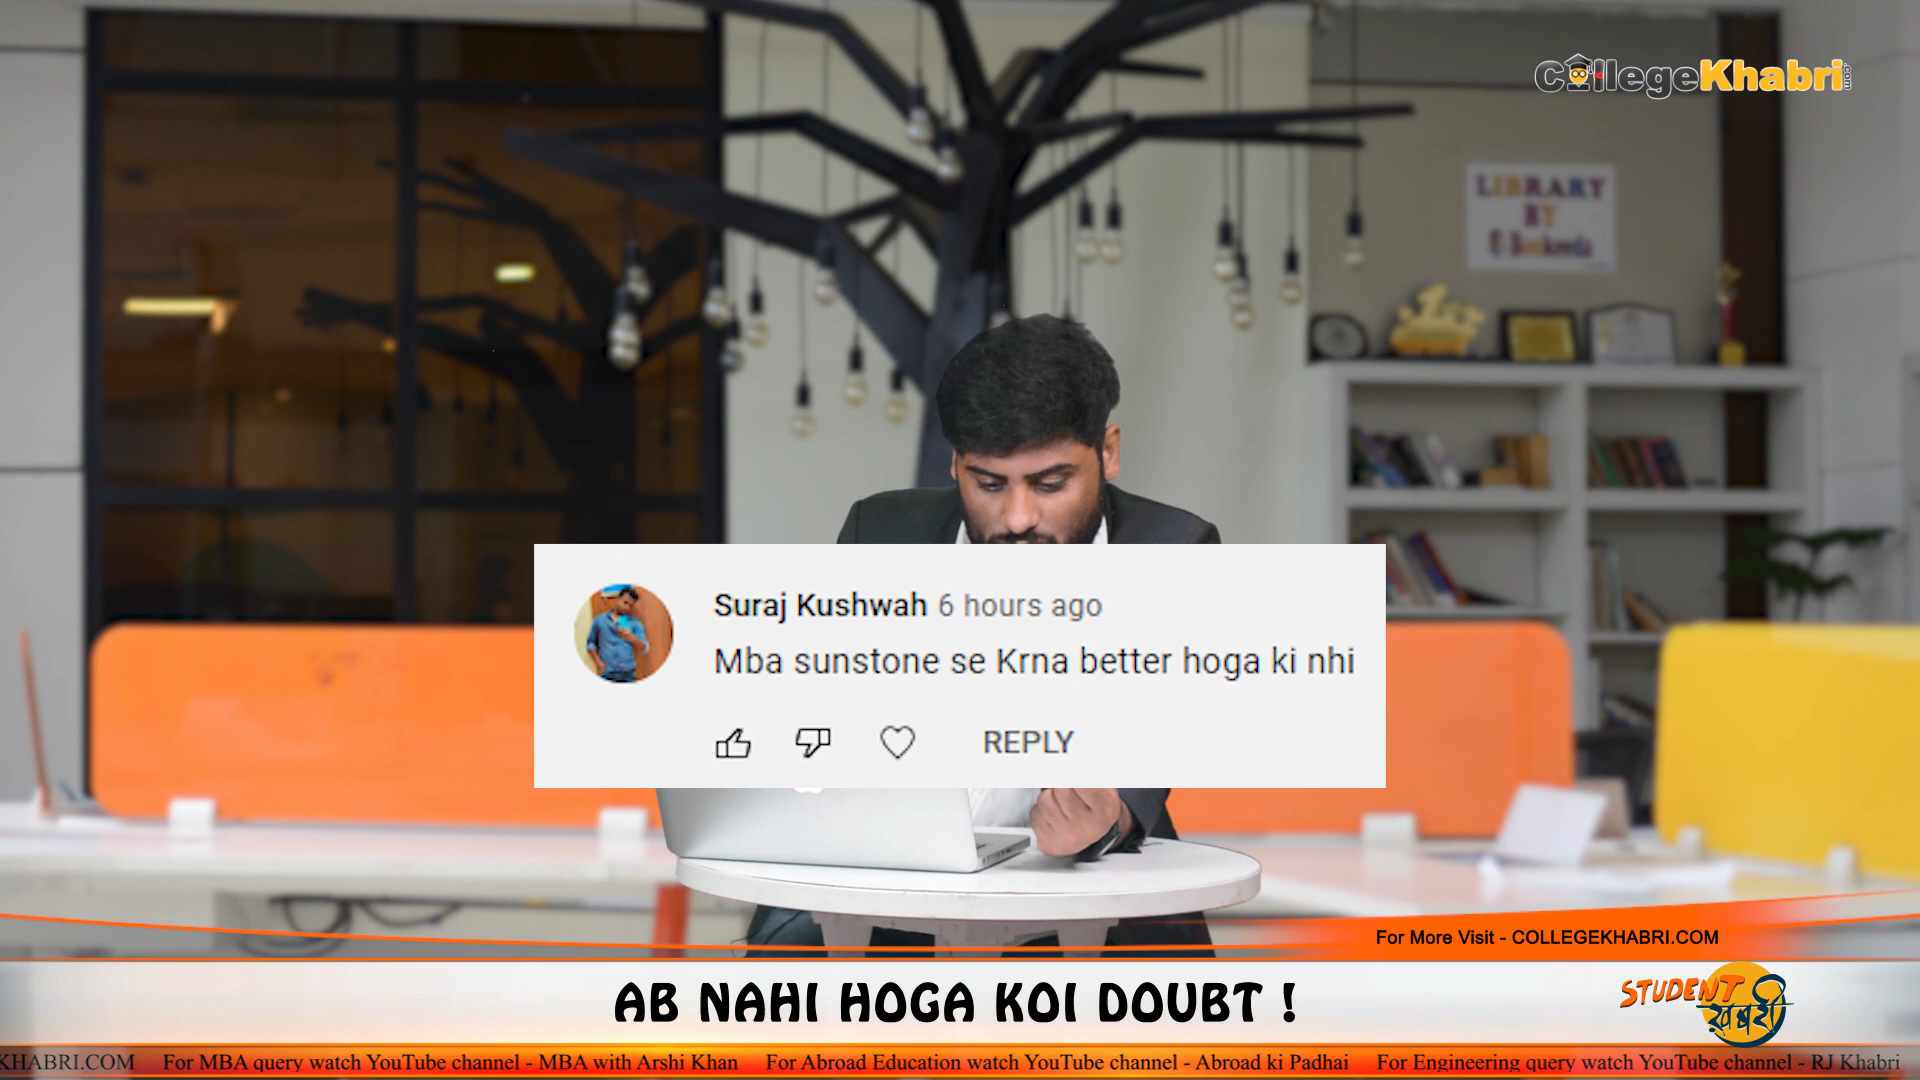 CollegeKhabri.com
LIBRARY
BY
Suraj Kushwah 6 hours ago
Mba sunstone se Krna better hoga ki nhi
REPLY
For More Visit - COLLEGEKHABRI.COM
AB NAHI HOGA KOI DOUBT !
STUDENT
ख़बरी
KHABRI.COM For MBA query watch YouTube channel - MBA with Arshi Khan For Abroad Education watch YouTube channel - Abroad ki Padhai For Engineering query watch YouTube channel - RJ Khabri